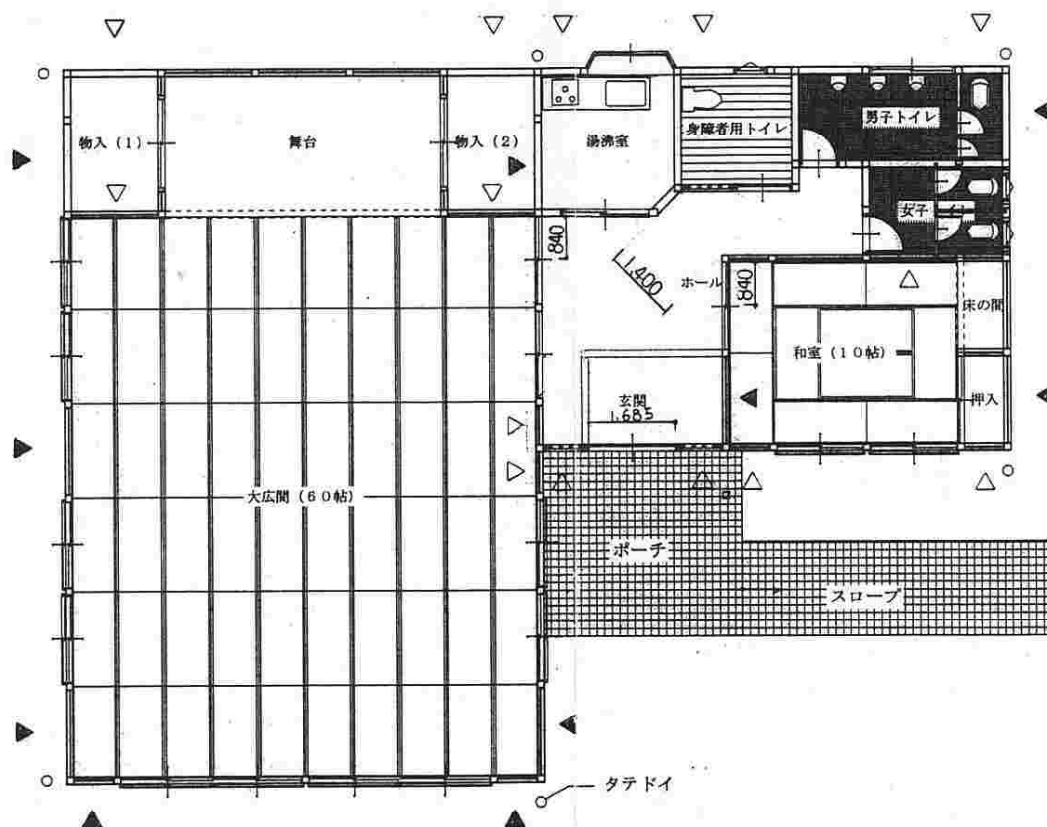 物入（1）
舞台
物入（2）
湯沸室
身障者用トイレ
男子トイレ
女子トイレ
840
1,400
ホール
840
床の間
和室（10帖）
玄関
1,685
押入
大広間（60帖）
ポーチ
スロープ
タテドイ